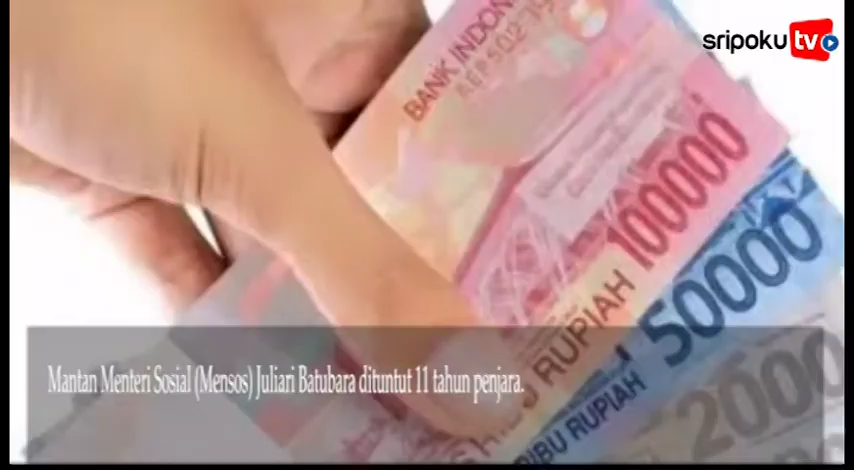 sripoku tv
BANK INDON
100000
RUPIAH
50000
RIBU RUPIAH
2000
Mantan Menteri Sosial (Mensos) Juliari Batubara dituntut 11 tahun penjara.